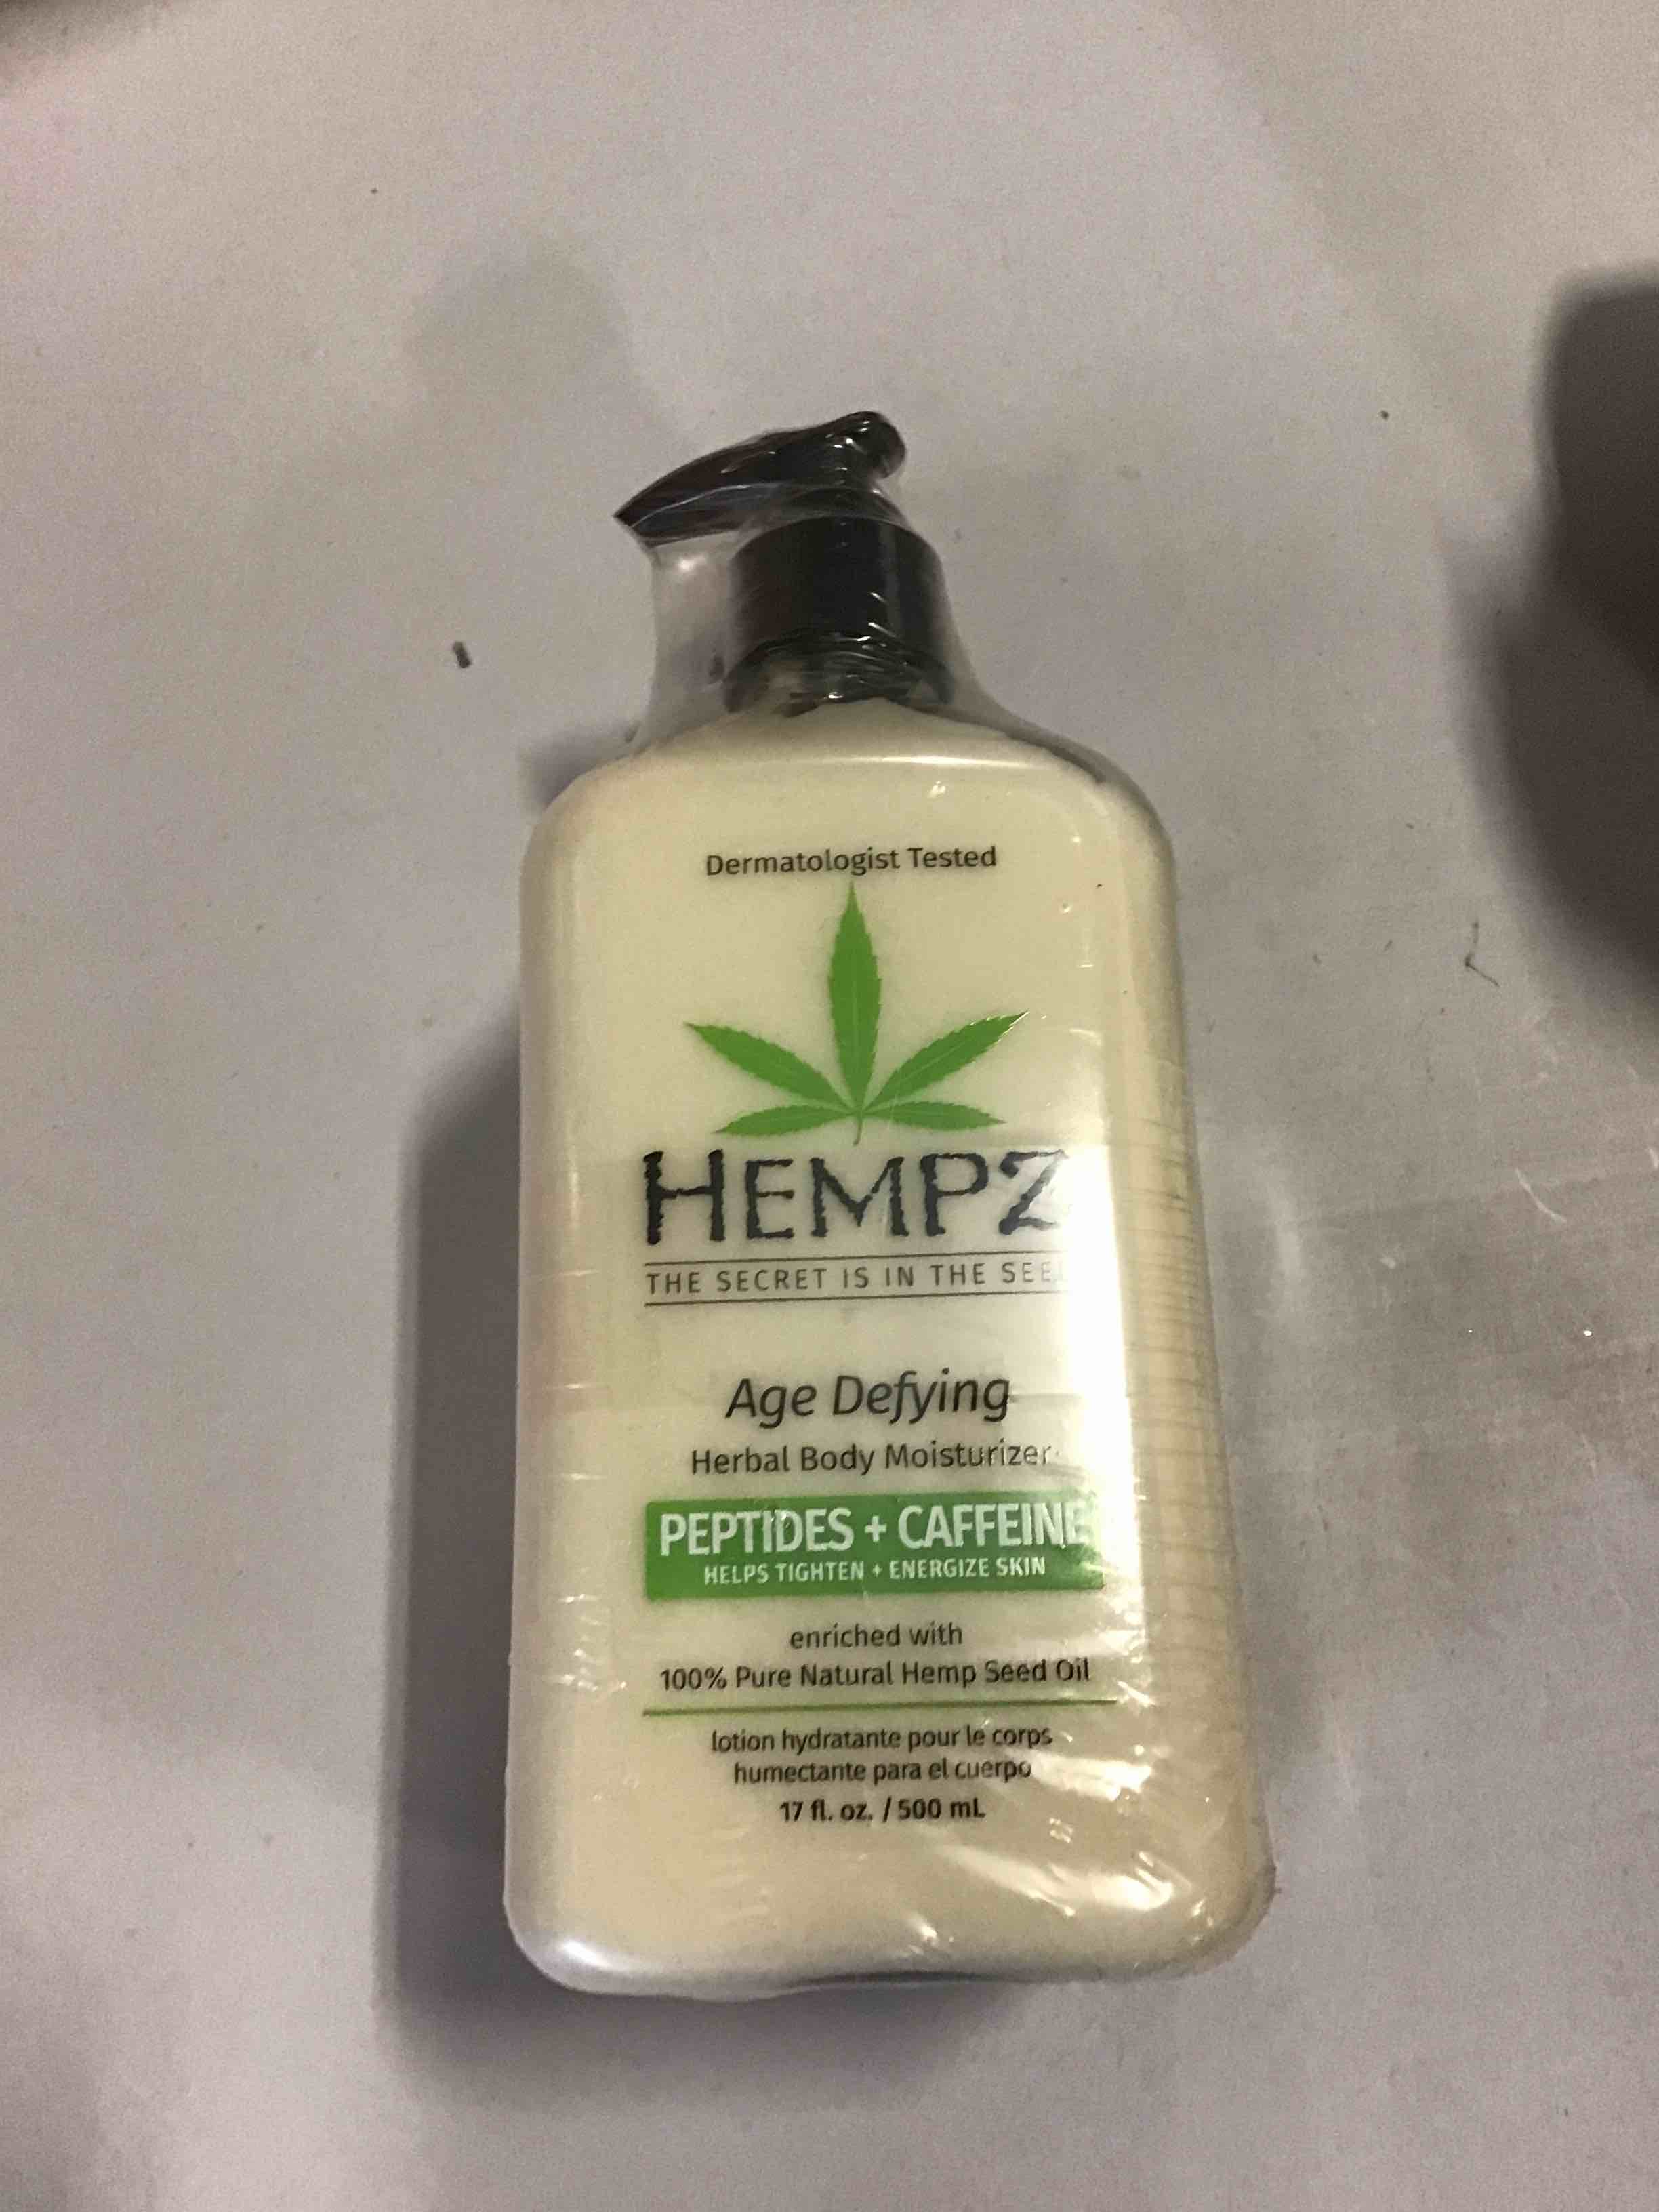 Dermatologist Tested
HEMPZ
THE SECRET IS IN THE SEE
Age Defying
Herbal Body Moisturizer
PEPTIDES + CAFFEINE
HELPS TIGHTEN + ENERGIZE SKIN
enriched with
100% Pure Natural Hemp Seed Oil
lotion hydratante pour le corps
humectante para el cuerpo
17 fl. oz. / 500 mL